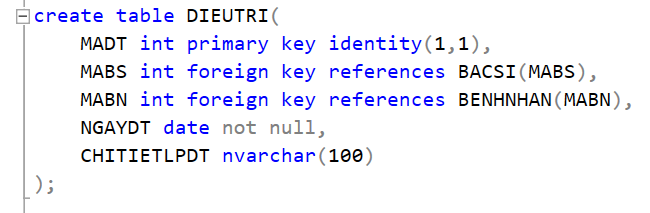 create table DIEUTRI(
MADT int primary key identity(1,1),
MABS int foreign key references BACSI(MABS),
MABN int foreign key references BENHNHAN(MABN),
NGAYDT date not null,
CHITIETLPDT nvarchar(100)
);